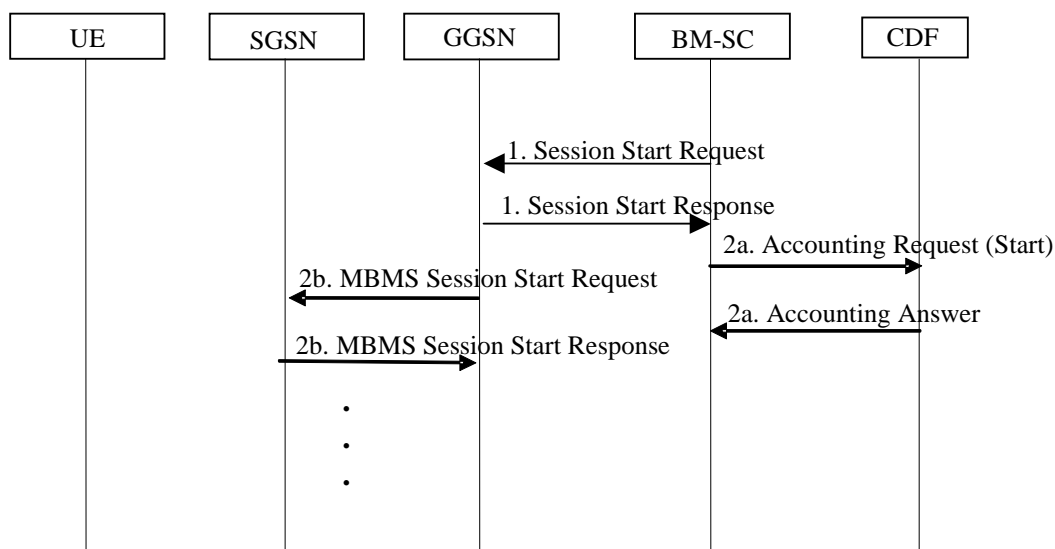 UE
SGSN
GGSN
BM-SC
CDF
1. Session Start Request
1. Session Start Response
2a. Accounting Request (Start)
2b. MBMS Session Start Request
2a. Accounting Answer
2b. MBMS Session Start Response